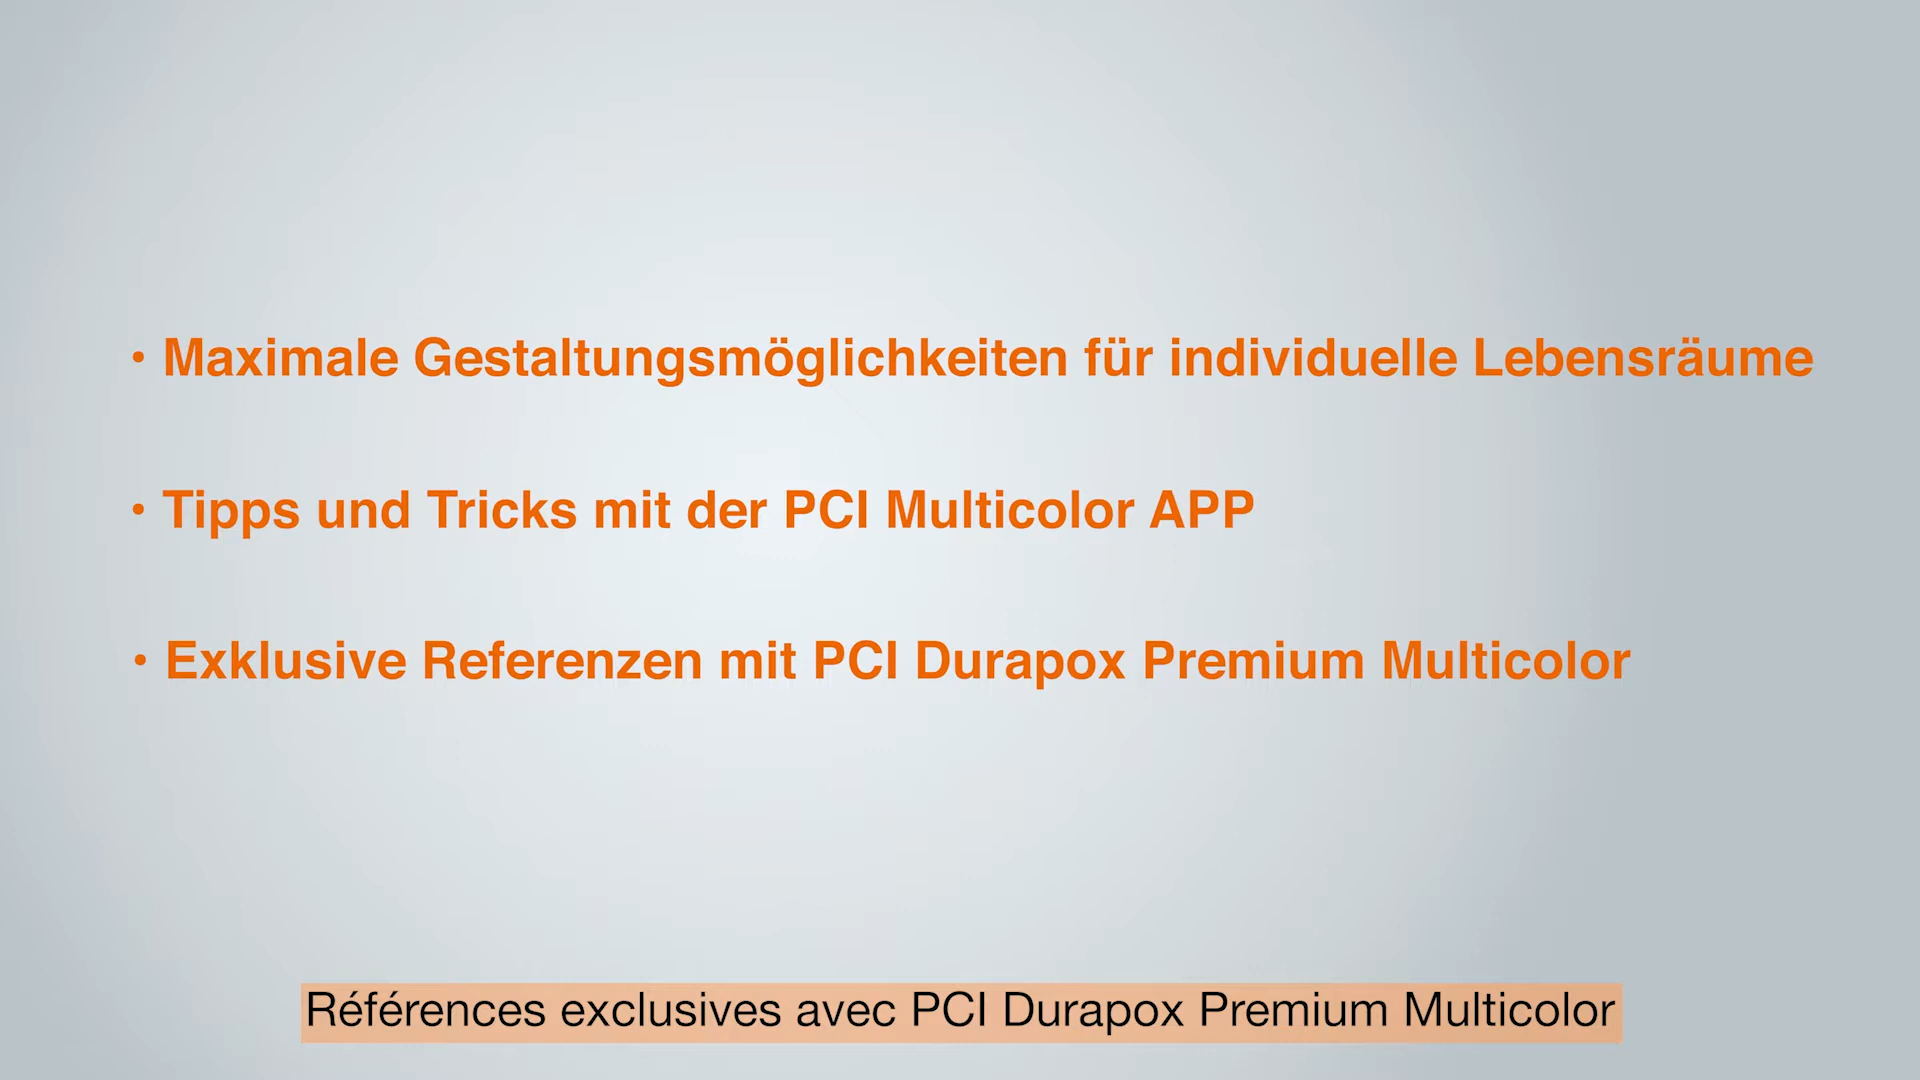 • Maximale Gestaltungsmöglichkeiten für individuelle Lebensräume
• Tipps und Tricks mit der PCI Multicolor APP
• Exklusive Referenzen mit PCI Durapox Premium Multicolor
Références exclusives avec PCI Durapox Premium Multicolor